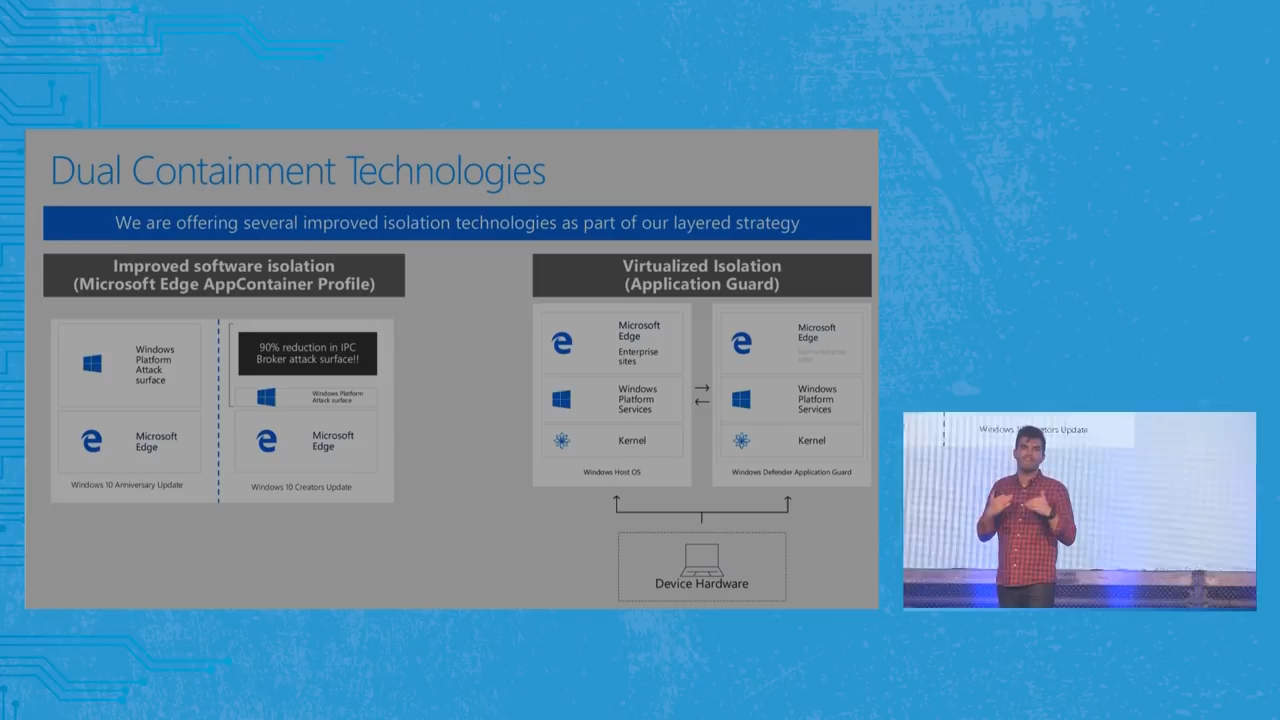 Dual Containment Technologies
We are offering several improved isolation technologies as part of our layered strategy
Improved software isolation
(Microsoft Edge AppContainer Profile)
Windows
Platform
Attack
surface
Microsoft
Edge
Windows 10 Anniversary Update
90% reduction in IPC
Broker attack surface!!
Windows Platform
Attack surface
Microsoft
Edge
Windows 10 Creators Update
Virtualized Isolation
(Application Guard)
Microsoft
Edge
Enterprise
sites
Windows
Platform
Services
Kernel
Windows Host OS
Microsoft
Edge
Windows
Platform
Services
Kernel
Windows Defender Application Guard
Device Hardware
Update